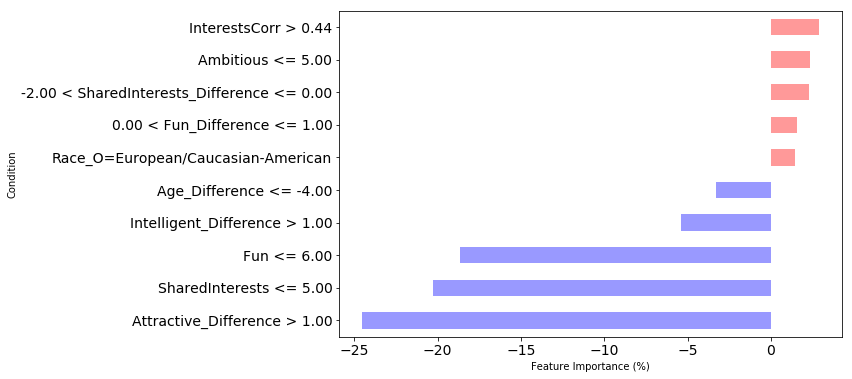 InterestsCorr > 0.44
Ambitious <= 5.00
-2.00 < SharedInterests_Difference <= 0.00
0.00 < Fun_Difference <= 1.00
Race_O=European/Caucasian-American
Age_Difference <= -4.00
Intelligent_Difference > 1.00
Fun <= 6.00
SharedInterests <= 5.00
Attractive_Difference > 1.00
Condition
−25 −20 −15 −10 −5 0
Feature Importance (%)